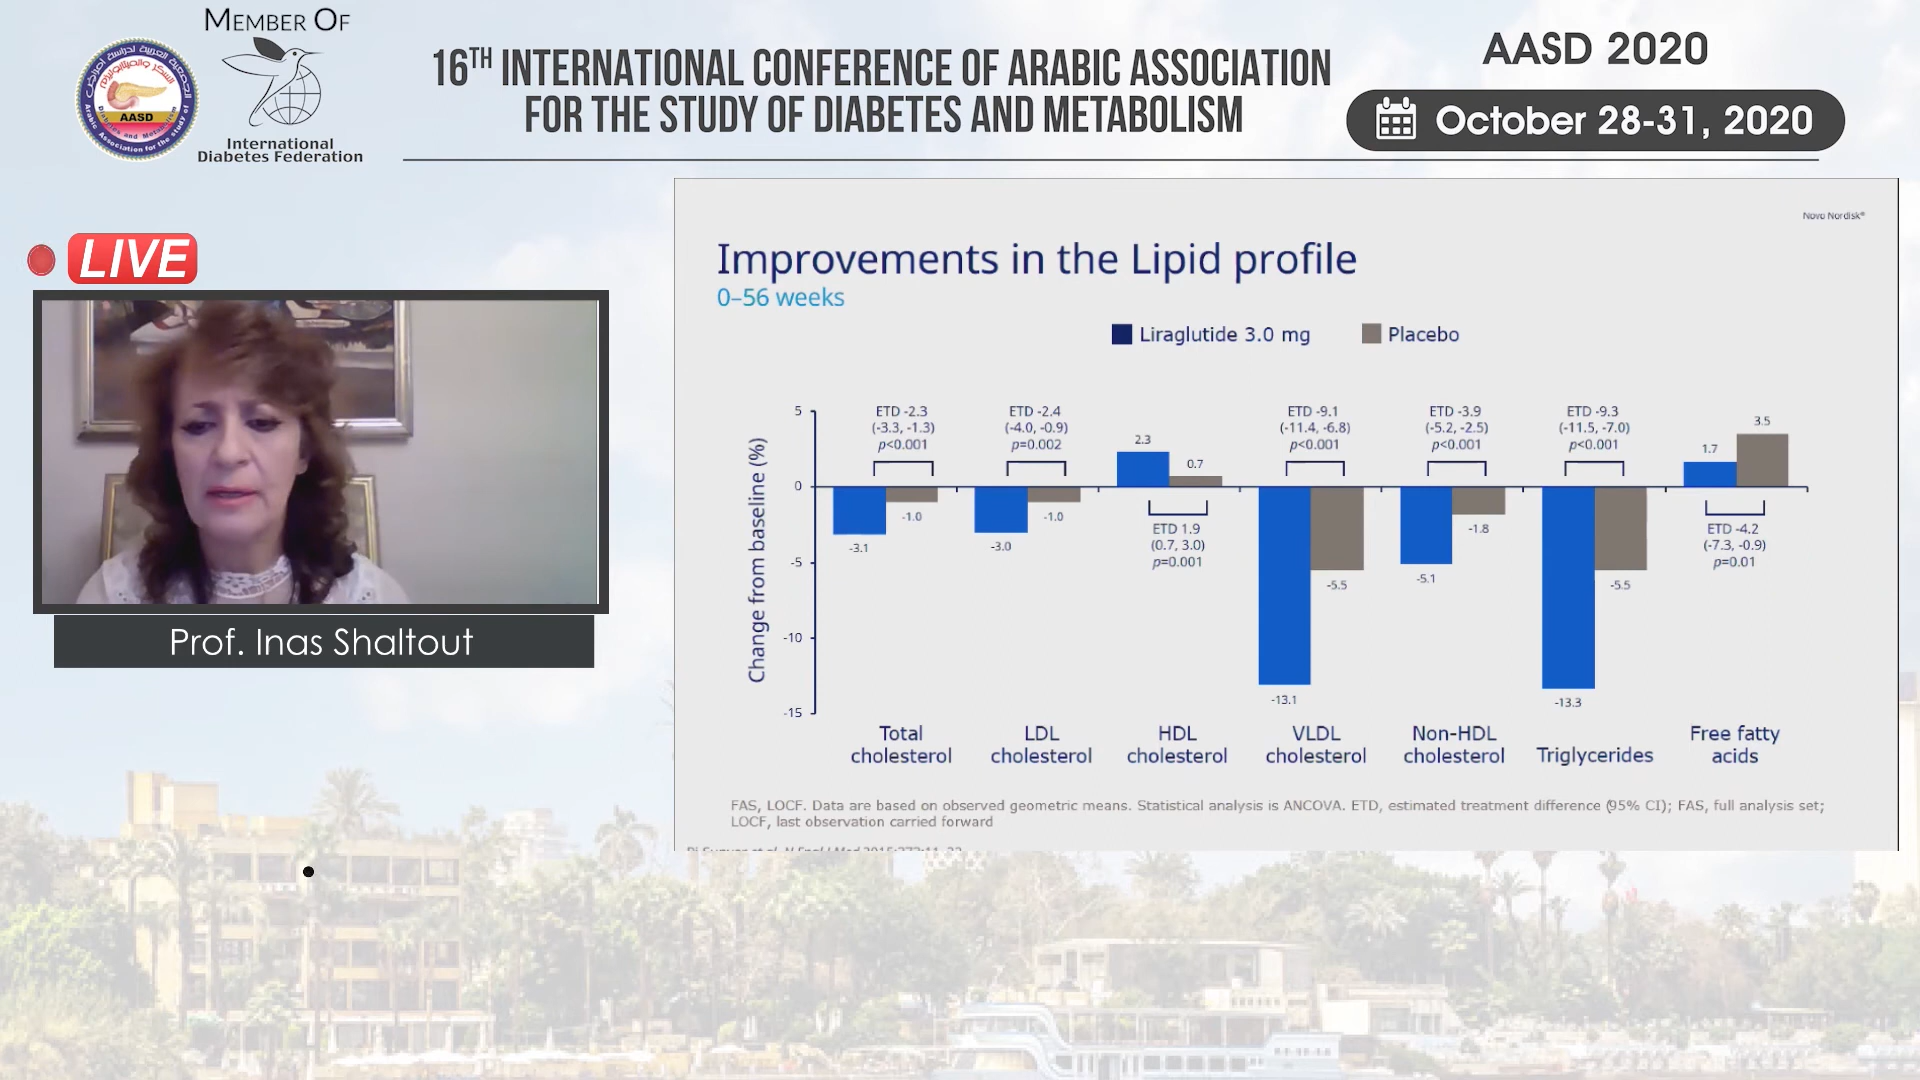 MEMBER OF
AASD
International
Diabetes Federation
16TH INTERNATIONAL CONFERENCE OF ARABIC ASSOCIATION
FOR THE STUDY OF DIABETES AND METABOLISM
AASD 2020
October 28-31, 2020
LIVE
Prof. Inas Shaltout
Novo Nordisk®
Improvements in the Lipid profile
0–56 weeks
Liraglutide 3.0 mg
Placebo
Change from baseline (%)
5
0
-5
-10
-15
ETD -2.3
(-3.3, -1.3)
p<0.001
-3.1
-1.0
ETD -2.4
(-4.0, -0.9)
p=0.002
-3.0
-1.0
2.3
0.7
ETD 1.9
(0.7, 3.0)
p=0.001
ETD -9.1
(-11.4, -6.8)
p<0.001
-13.1
-5.5
ETD -3.9
(-5.2, -2.5)
p<0.001
-5.1
-1.8
ETD -9.3
(-11.5, -7.0)
p<0.001
-13.3
-5.5
1.7
3.5
ETD -4.2
(-7.3, -0.9)
p=0.01
Total
cholesterol
LDL
cholesterol
HDL
cholesterol
VLDL
cholesterol
Non-HDL
cholesterol
Triglycerides
Free fatty
acids
FAS, LOCF. Data are based on observed geometric means. Statistical analysis is ANCOVA. ETD, estimated treatment difference (95% CI); FAS, full analysis set;
LOCF, last observation carried forward